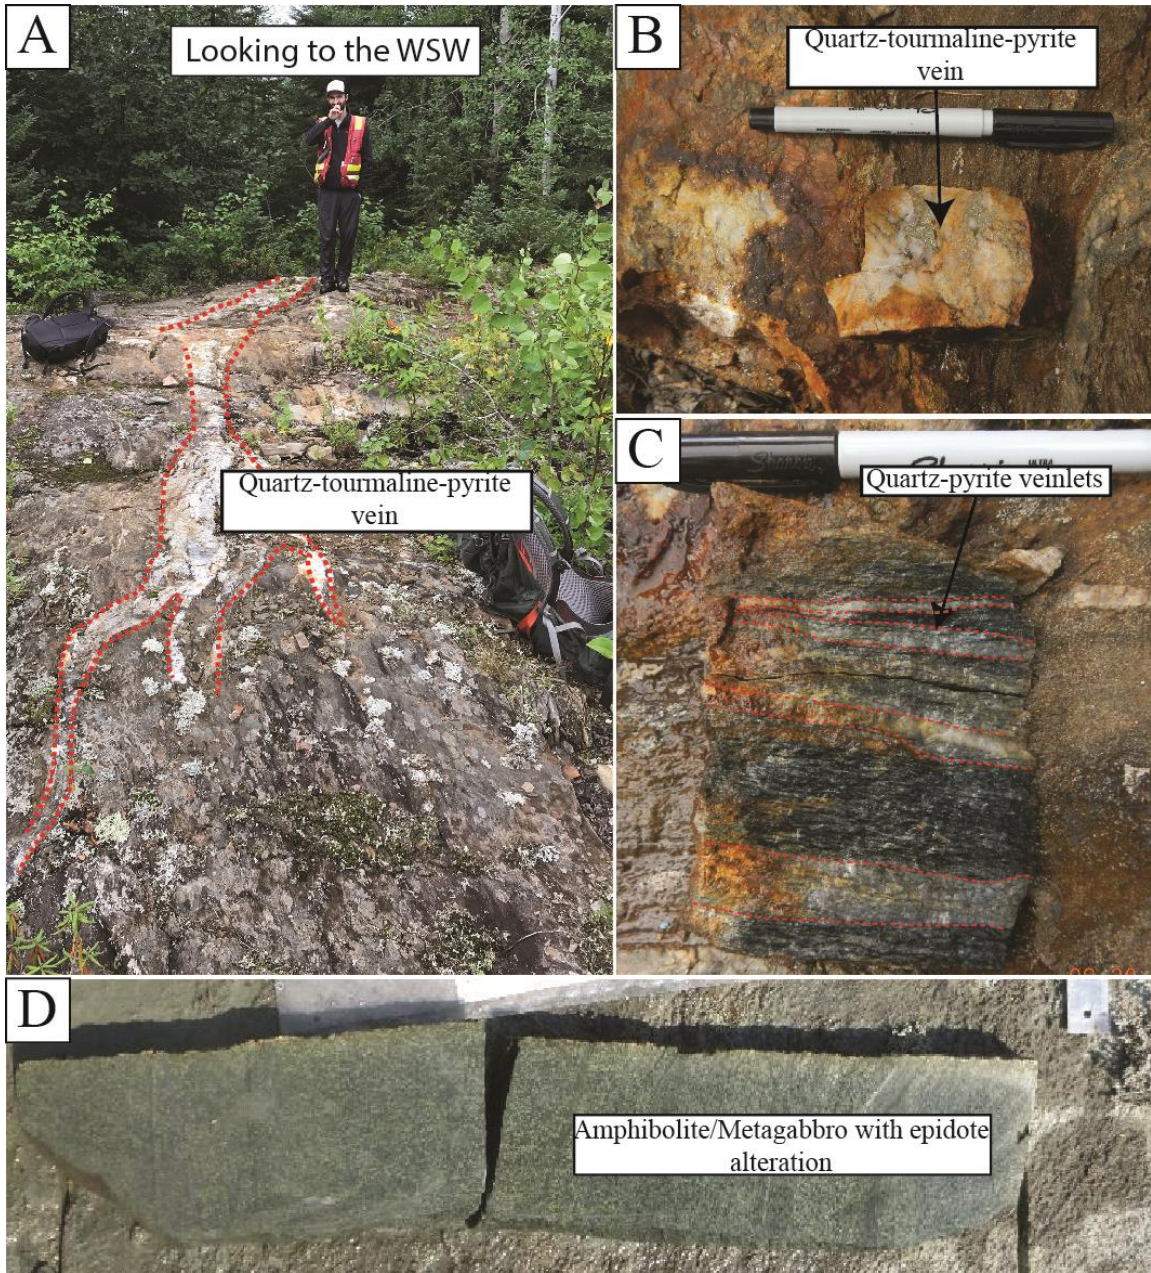 A
Looking to the WSW
Quartz-tourmaline-pyrite
vein
B
Quartz-tourmaline-pyrite
vein
C
Sharpie
ULTRA
Quartz-pyrite veinlets
D
Amphibolite/Metagabbro with epidote
alteration